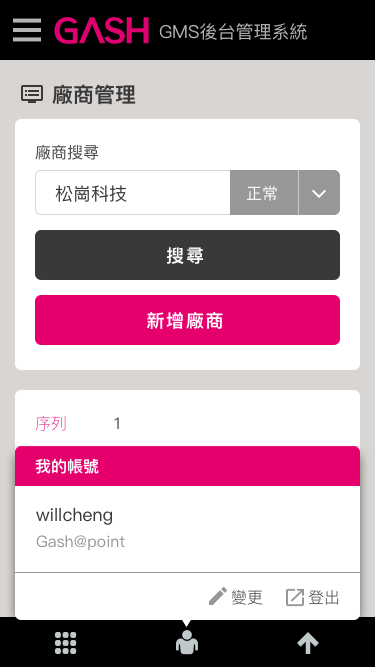 GASH GMS後台管理系統
廠商管理
廠商搜尋
松崗科技 正常
搜尋
新增廠商
序列 1
我的帳號
willcheng
Gash@point
變更 登出